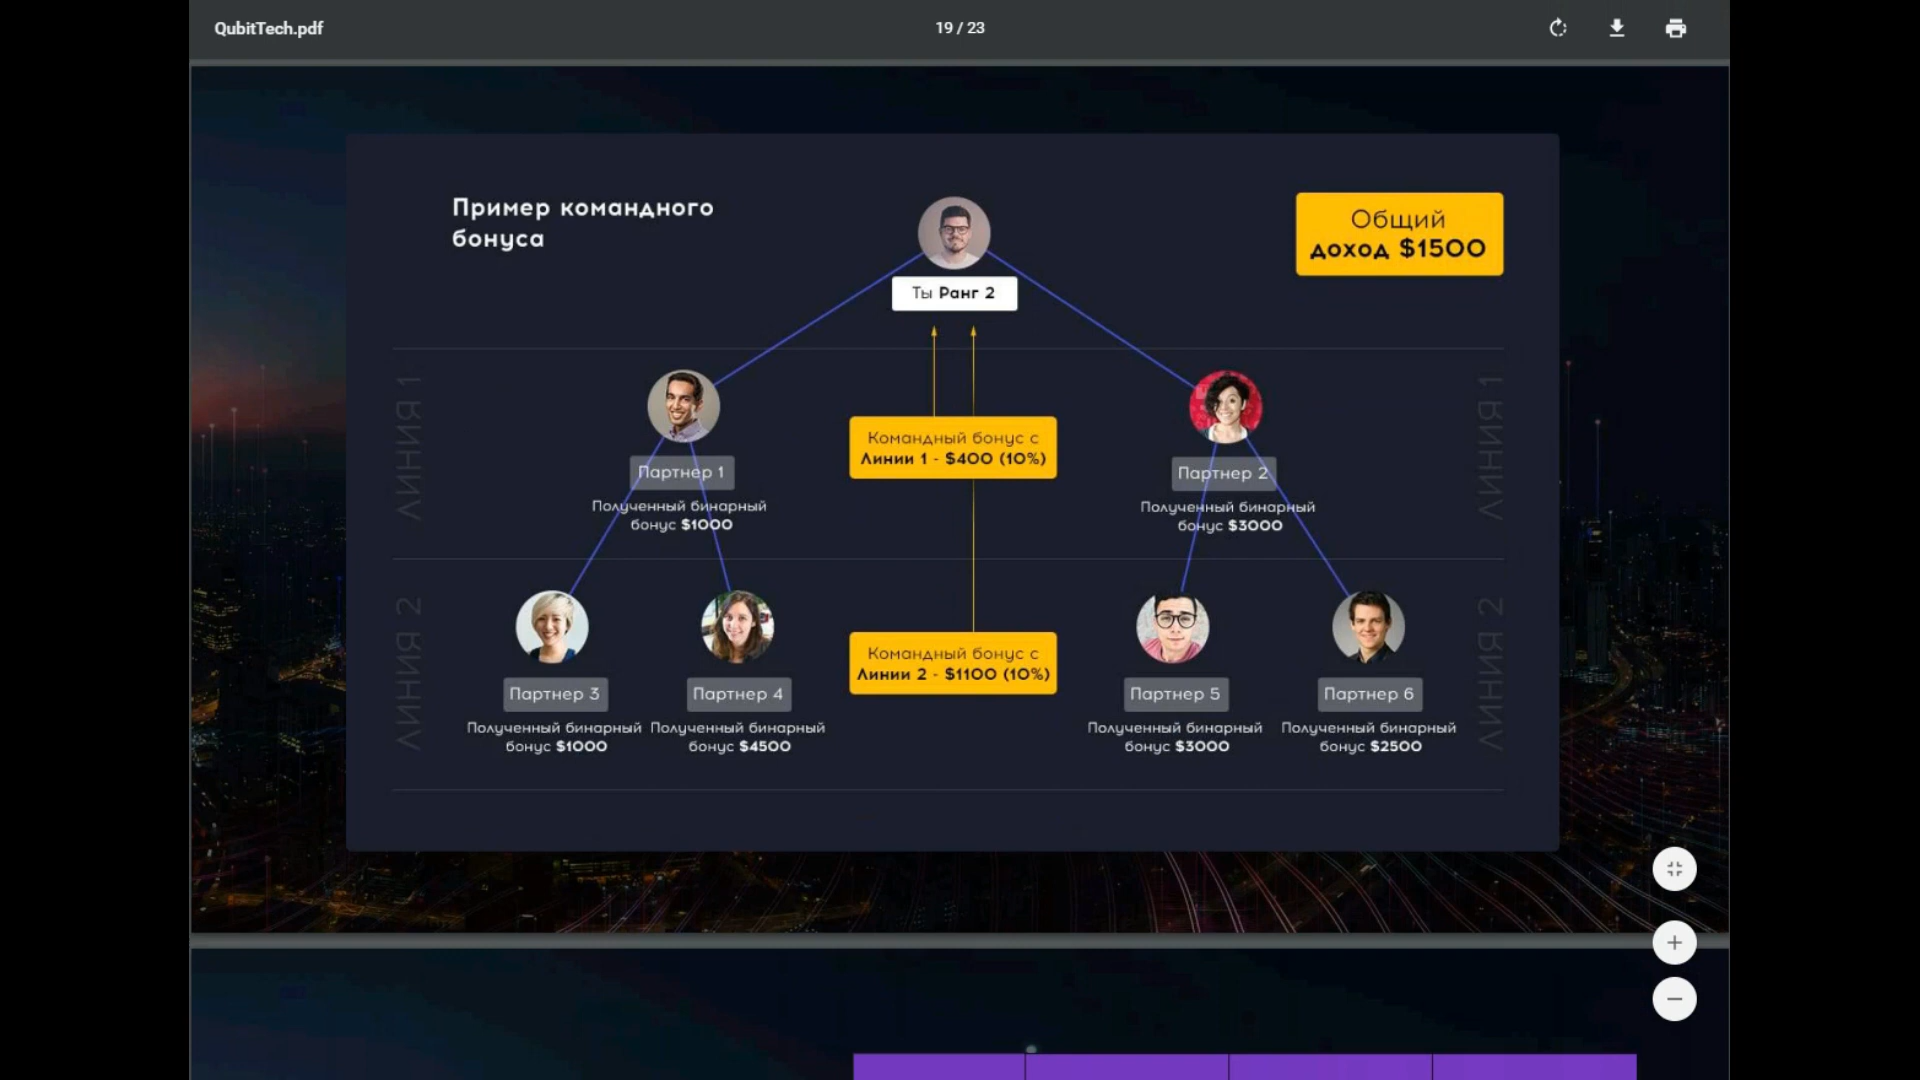 QubitTech.pdf
19 / 23
Пример командного
бонуса
Общий
доход $1500
Ты Ранг 2
ЛИНИЯ 1
Партнер 1
Полученный бинарный
бонус $1000
Командный бонус с
Линии 1 - $400 (10%)
Партнер 2
Полученный бинарный
бонус $3000
ЛИНИЯ 1
ЛИНИЯ 2
Партнер 3
Полученный бинарный
бонус $1000
Партнер 4
Полученный бинарный
бонус $4500
Командный бонус с
Линии 2 - $1100 (10%)
Партнер 5
Полученный бинарный
бонус $3000
Партнер 6
Полученный бинарный
бонус $2500
ЛИНИЯ 2